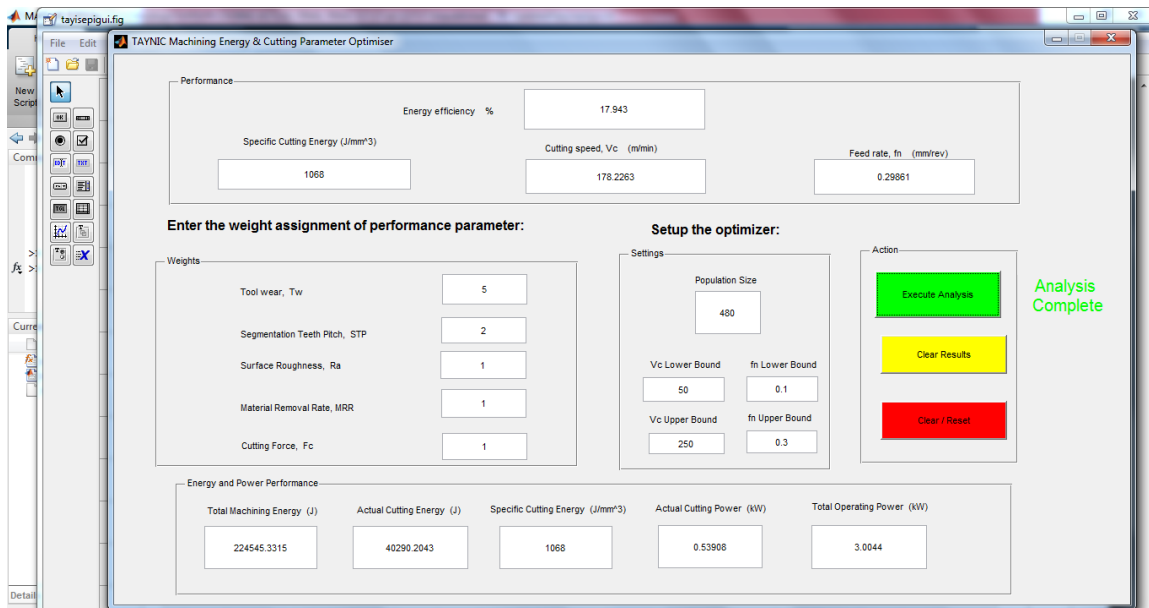 MA
tayisepigui.fig
File Edit
TAYNIC Machining Energy & Cutting Parameter Optimiser
New
Script
Performance
Energy efficiency %
17.943
Specific Cutting Energy (J/mm^3)
Cutting speed, Vc (m/min)
Feed rate, fn (mm/rev)
1068
178.2263
0.29861
Enter the weight assignment of performance parameter:
Setup the optimizer:
Weights
Settings
Action
Tool wear, Tw
5
Population Size
480
Execute Analysis
Analysis
Complete
Segmentation Teeth Pitch, STP
2
Surface Roughness, Ra
1
Vc Lower Bound
fn Lower Bound
Clear Results
50
0.1
Material Removal Rate, MRR
1
Vc Upper Bound
fn Upper Bound
Clear / Reset
250
0.3
Cutting Force, Fc
1
Energy and Power Performance
Total Machining Energy (J)
Actual Cutting Energy (J)
Specific Cutting Energy (J/mm^3)
Actual Cutting Power (kW)
Total Operating Power (kW)
224545.3315
40290.2043
1068
0.53908
3.0044
Comm
fx >>
Curre
Detail